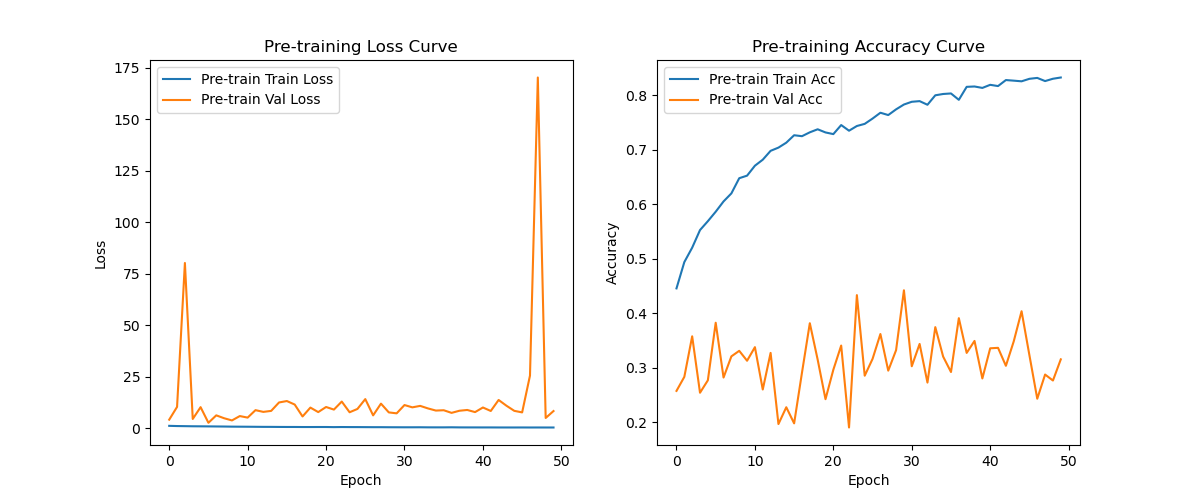 Pre-training Loss Curve
Pre-train Train Loss
Pre-train Val Loss
175
150
125
100
75
50
25
0
Loss
0 10 20 30 40 50
Epoch
Pre-training Accuracy Curve
Pre-train Train Acc
Pre-train Val Acc
0.8
0.7
0.6
0.5
0.4
0.3
0.2
Accuracy
0 10 20 30 40 50
Epoch